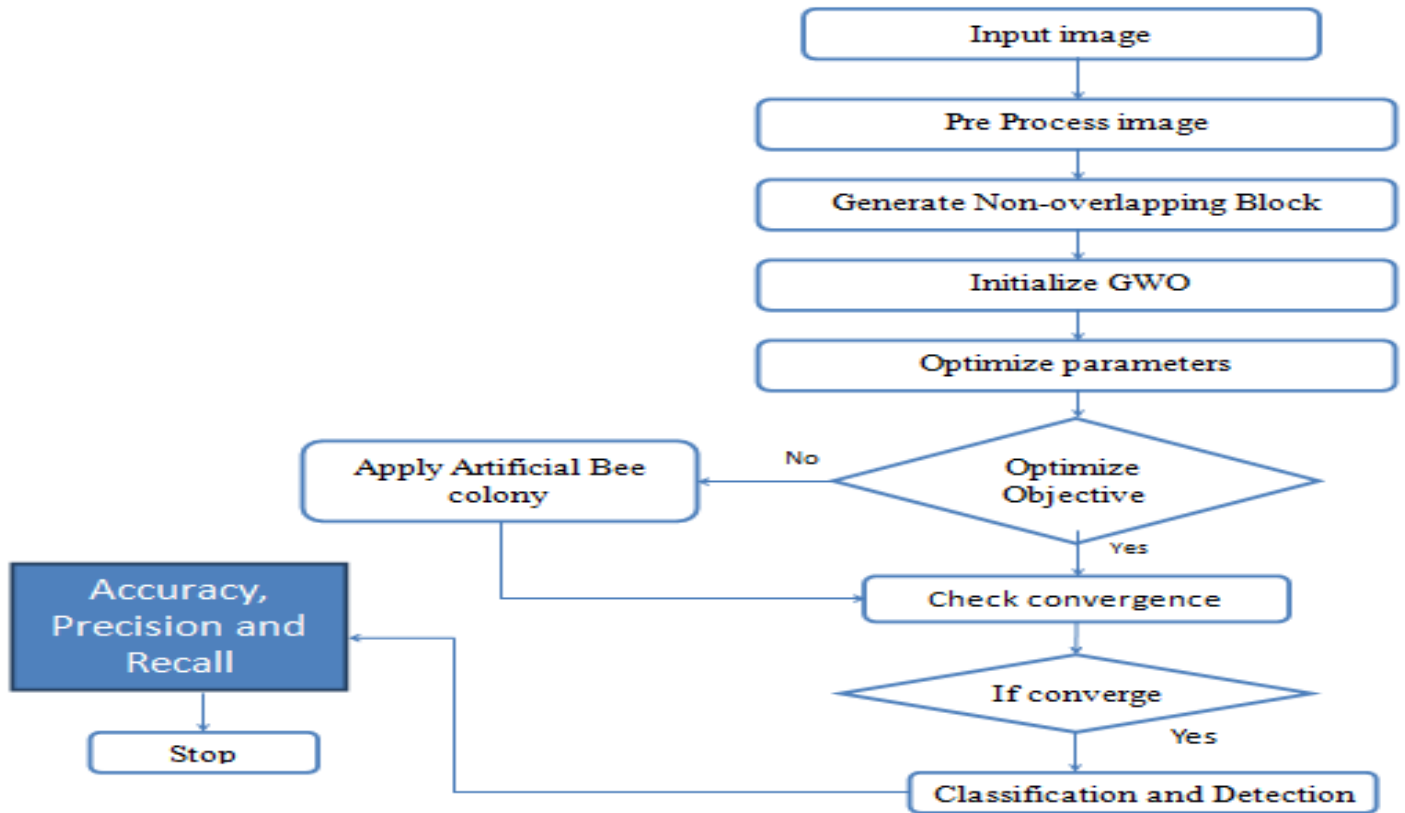 Input image
Pre Process image
Generate Non-overlapping Block
Initialize GWO
Optimize parameters
Optimize
Objective
No
Apply Artificial Bee
colony
Yes
Check convergence
If converge
Yes
Classification and Detection
Accuracy,
Precision and
Recall
Stop